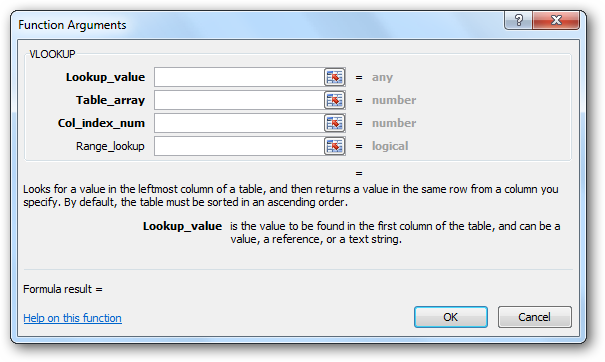 Function Arguments
?
VLOOKUP
Lookup_value = any
Table_array = number
Col_index_num = number
Range_lookup = logical
=
Looks for a value in the leftmost column of a table, and then returns a value in the same row from a column you
specify. By default, the table must be sorted in an ascending order.
Lookup_value is the value to be found in the first column of the table, and can be a
value, a reference, or a text string.
Formula result =
Help on this function
OK Cancel